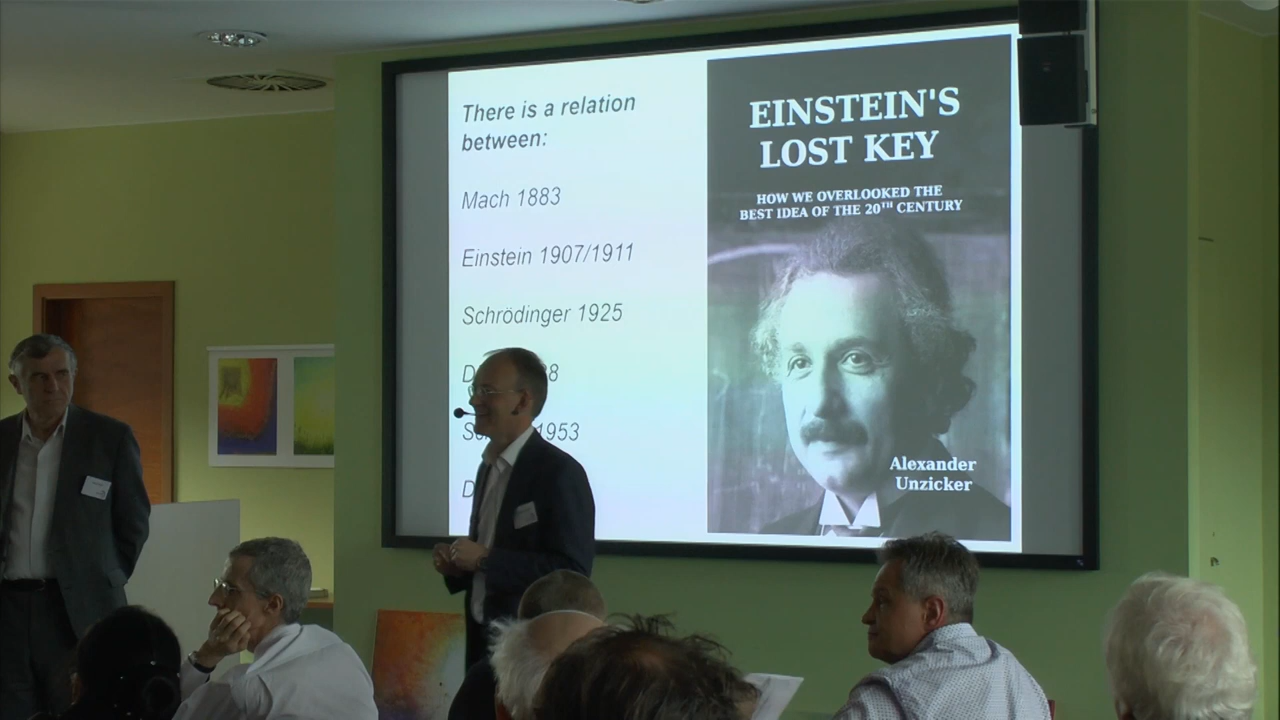 There is a relation
between:
Mach 1883
Einstein 1907/1911
Schrödinger 1925
1953
EINSTEIN'S
LOST KEY
HOW WE OVERLOOKED THE
BEST IDEA OF THE 20TH CENTURY
Alexander
Unzicker